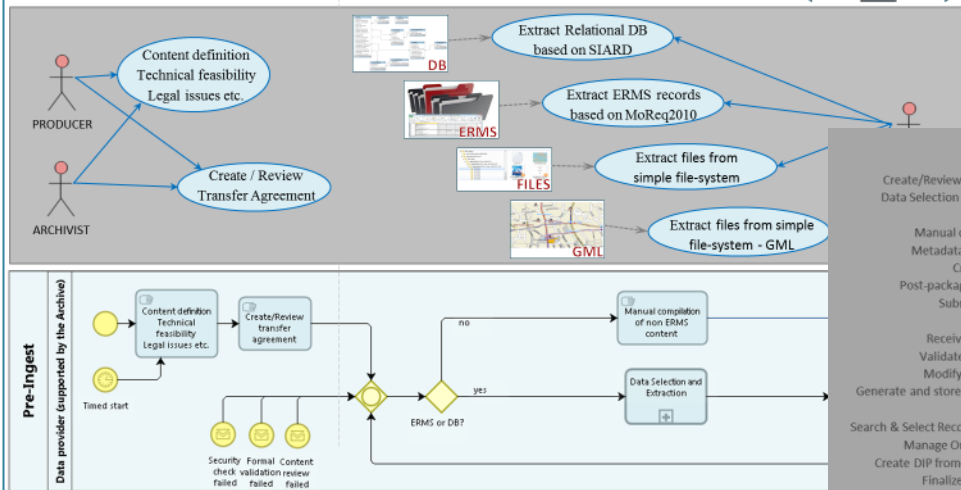 Content definition
Technical feasibility
Legal issues etc.
PRODUCER
Create / Review
Transfer Agreement
ARCHIVIST
DB
Extract Relational DB
based on SIARD
ERMS
Extract ERMS records
based on MoReq2010
FILES
Extract files from
simple file-system
GML
Extract files from simple
file-system - GML
Create/Review
Data Selection
Manual
Metadata
Post-packag
Receiv
Validate
Modify
Generate and store
Search & Select Reco
Manage Or
Create DIP from
Finalize
Pre-Ingest
Data provider (supported by the Archive)
Content definition
Technical
feasibility
Legal issues etc.
Create/Review
transfer
agreement
Timed start
Security
check
failed
Formal
validation
failed
Content
review
failed
ERMS or DB?
no
yes
Manual compilation
of non ERMS
content
Data Selection and
Extraction